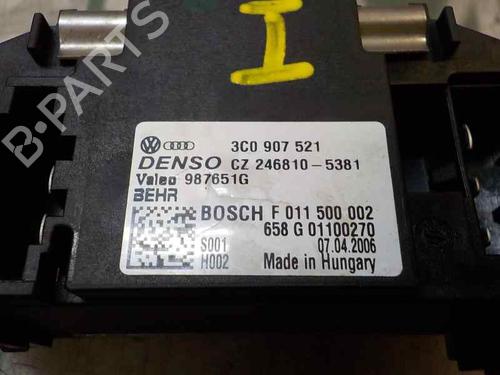 I
3C0 907 521
DENSO CZ 246810-5381
Valeo 987651G
BEHR
BOSCH F 011 500 002
658 G 01100270
S001 07.04.2006
H002 Made in Hungary
B-PARTS